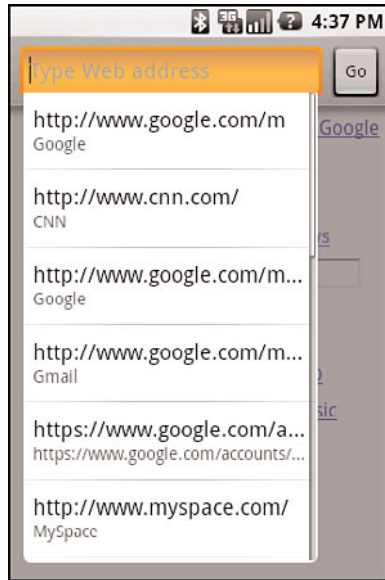 3G 4:37 PM
Type Web address
Go
http://www.google.com/m
Google
Google
http://www.cnn.com/
CNN
http://www.google.com/m...
Google
http://www.google.com/m...
Gmail
https://www.google.com/a...
https://www.google.com/accounts/...
sic
http://www.myspace.com/
MySpace